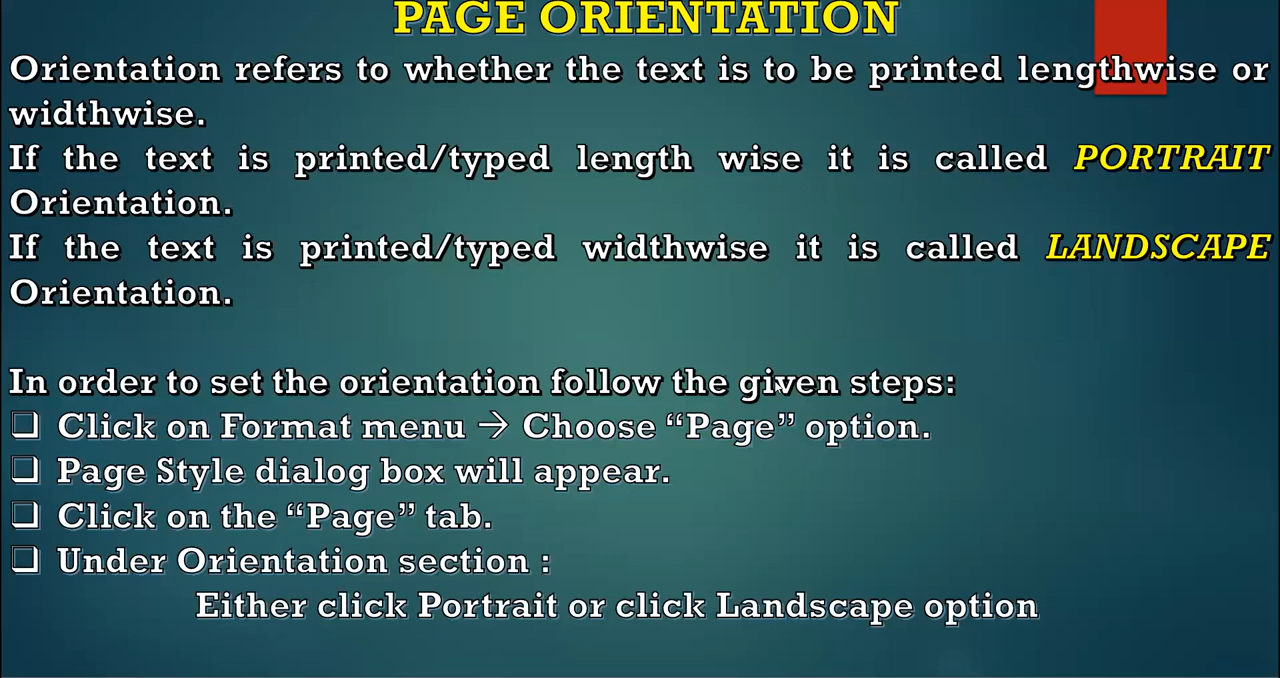 PAGE ORIENTATION
Orientation refers to whether the text is to be printed lengthwise or
widthwise.
If the text is printed/typed length wise it is called PORTRAIT
Orientation.
If the text is printed/typed widthwise it is called LANDSCAPE
Orientation.
In order to set the orientation follow the given steps:
❑ Click on Format menu → Choose “Page” option.
❑ Page Style dialog box will appear.
❑ Click on the “Page” tab.
❑ Under Orientation section :
Either click Portrait or click Landscape option